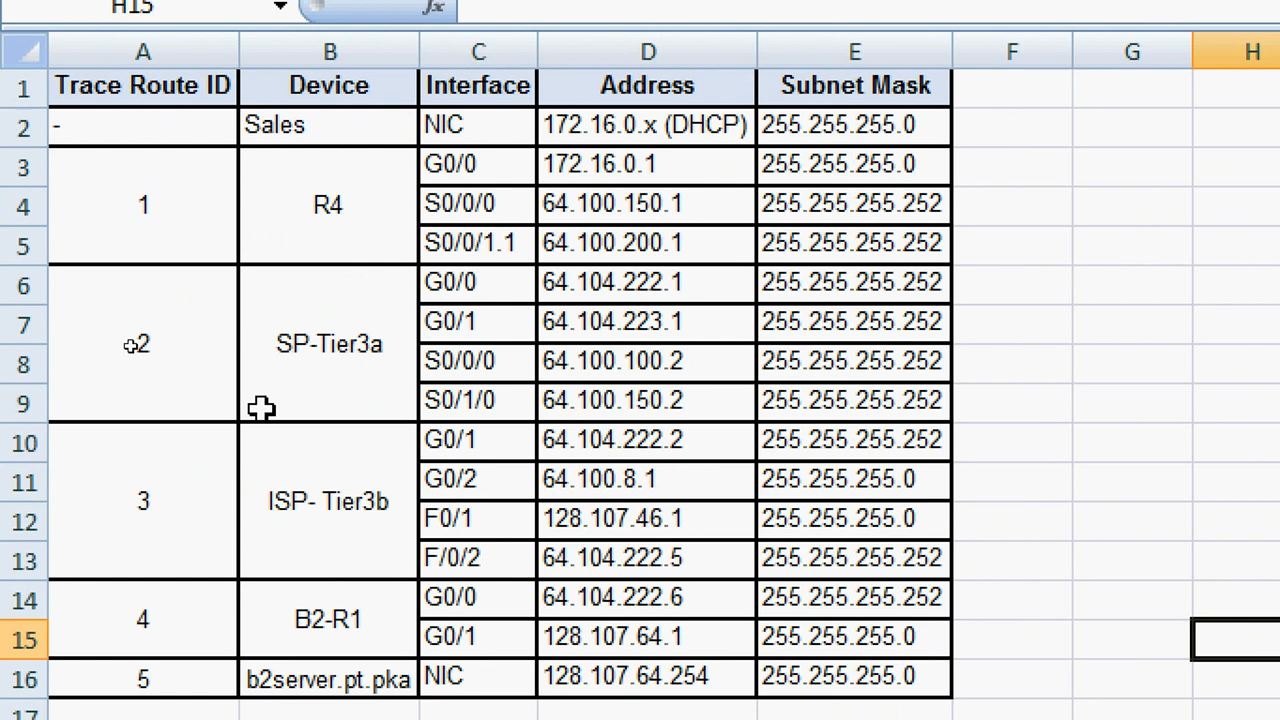 H15 fx
A B C D E F G H
1 Trace Route ID Device Interface Address Subnet Mask
2 - Sales NIC 172.16.0.x (DHCP) 255.255.255.0
3 G0/0 172.16.0.1 255.255.255.0
4 1 R4 S0/0/0 64.100.150.1 255.255.255.252
5 S0/0/1.1 64.100.200.1 255.255.255.252
6 G0/0 64.104.222.1 255.255.255.252
7 2 SP-Tier3a G0/1 64.104.223.1 255.255.255.252
8 S0/0/0 64.100.100.2 255.255.255.252
9 S0/1/0 64.100.150.2 255.255.255.252
10 G0/1 64.104.222.2 255.255.255.252
11 3 ISP- Tier3b G0/2 64.100.8.1 255.255.255.0
12 F0/1 128.107.46.1 255.255.255.0
13 F/0/2 64.104.222.5 255.255.255.252
14 4 B2-R1 G0/0 64.104.222.6 255.255.255.252
15 G0/1 128.107.64.1 255.255.255.0
16 5 b2server.pt.pka NIC 128.107.64.254 255.255.255.0
17